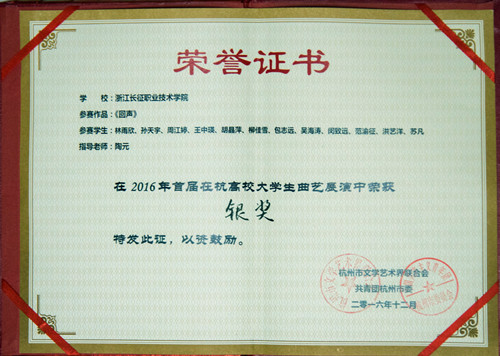 荣誉证书
学 校：浙江长征职业技术学院
参赛作品：《回声》
参赛学生：林雨欣、孙天宇、周江婷、王中瑛、胡晶萍、柳佳雪、包志远、吴海涛、闵致远、范渝征、洪艺洋、苏凡
指导老师：陶元
在2016年首届在杭高校大学生曲艺展演中荣获
银奖
特发此证，以资鼓励。
杭州市文学艺术界联合会
共青团杭州市委
二零一六年十二月